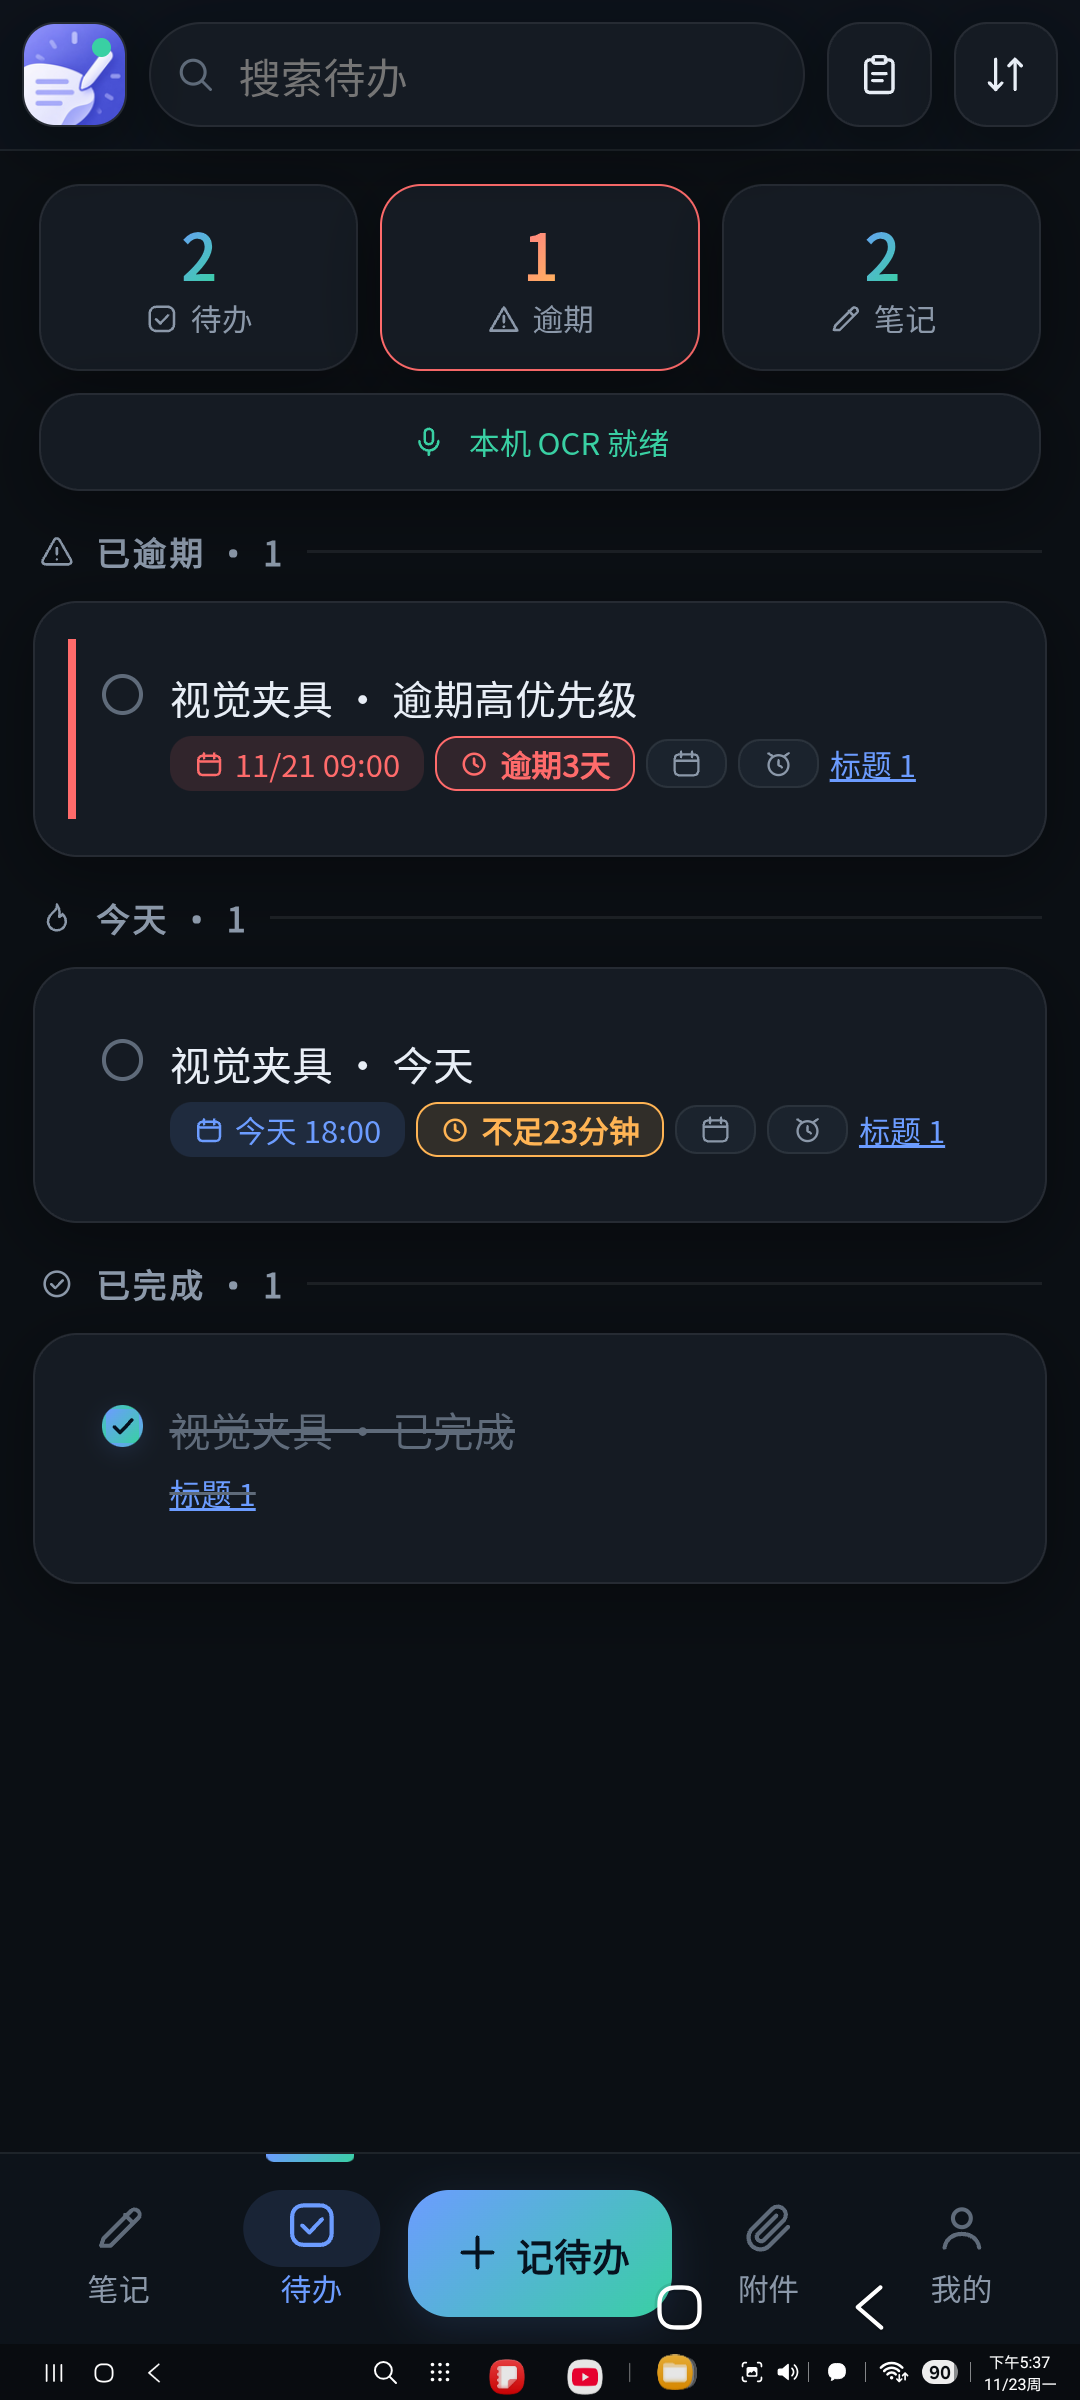 搜索待办
2
待办
1
逾期
2
笔记
本机 OCR 就绪
已逾期 · 1
视觉夹具 · 逾期高优先级
11/21 09:00 逾期3天 标题 1
今天 · 1
视觉夹具 · 今天
今天 18:00 不足23分钟 标题 1
已完成 · 1
视觉夹具 · 已完成
标题 1
笔记
待办
记待办
附件
我的
90
下午5:37
11/23周一